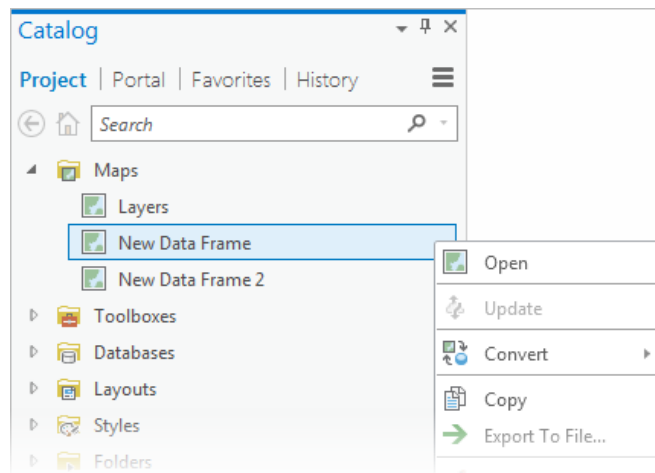 Catalog
Project | Portal | Favorites | History
Search
Maps
Layers
New Data Frame
New Data Frame 2
Toolboxes
Databases
Layouts
Styles
Folders
Open
Update
Convert
Copy
Export To File...